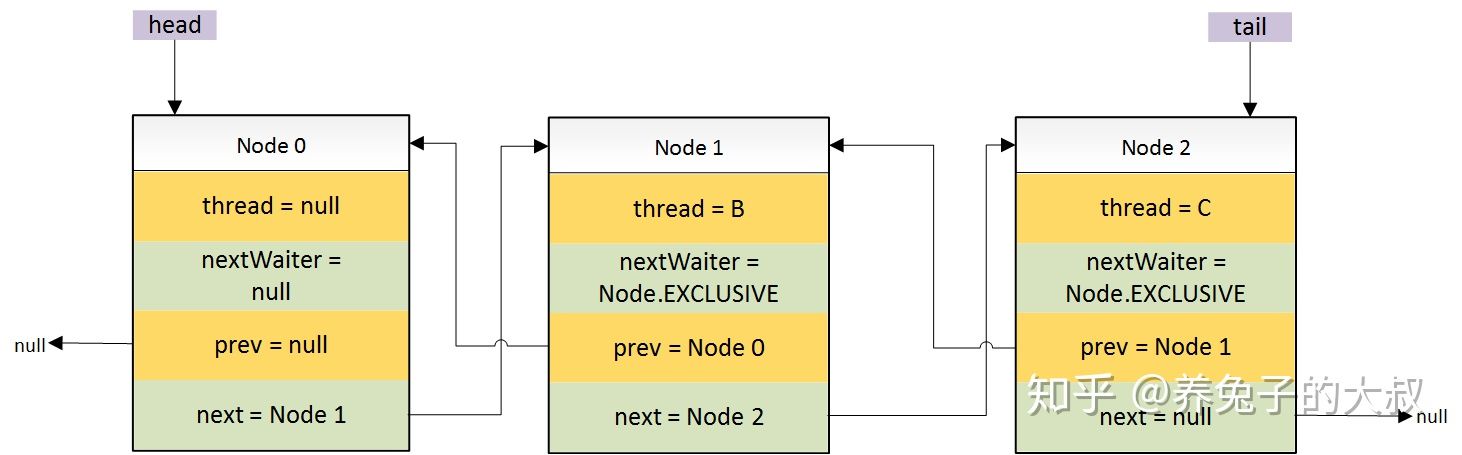 head
tail
Node 0
Node 1
Node 2
thread = null
thread = B
thread = C
nextWaiter =
null
nextWaiter =
Node.EXCLUSIVE
nextWaiter =
Node.EXCLUSIVE
null
prev = null
prev = Node 0
prev = Node 1
next = Node 1
next = Node 2
next = null
null
知乎 @养兔子的大叔